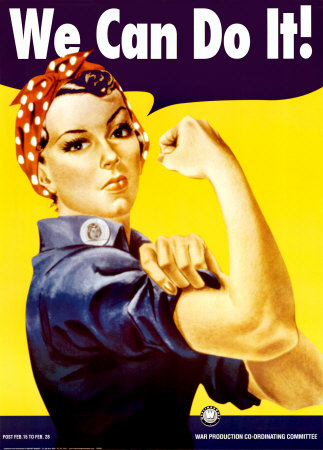 We Can Do It!
POST FEB. 15 TO FEB. 28
WAR PRODUCTION CO-ORDINATING COMMITTEE